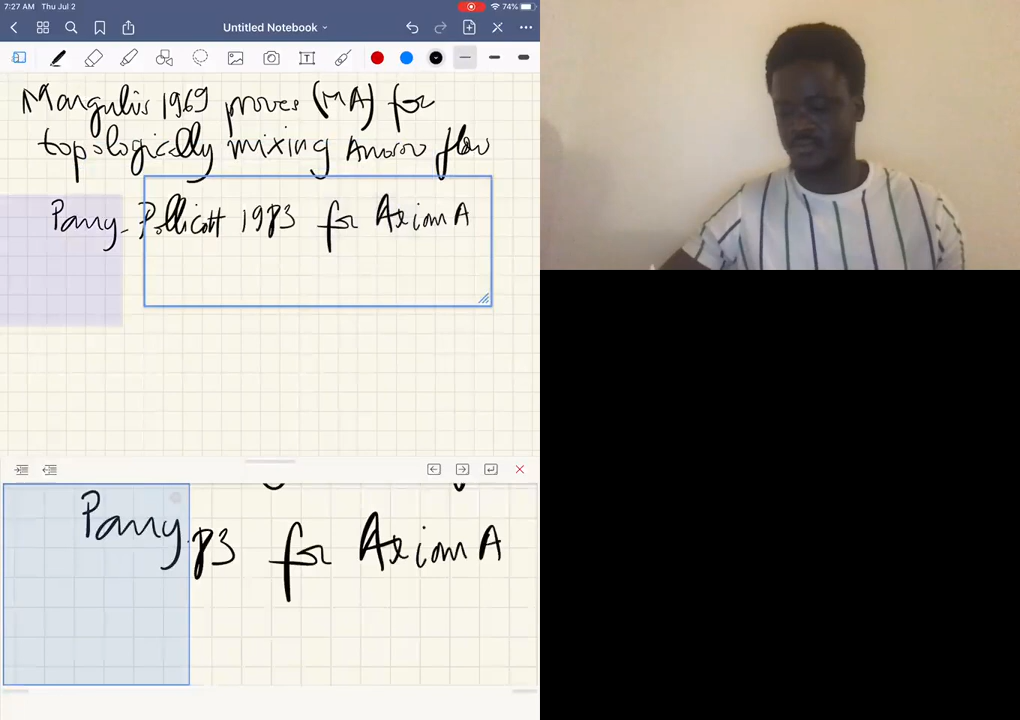 7:27 AM Thu Jul 2
74%
Untitled Notebook
T
Margulis 1969 proves (MA) for
topologically mixing Anosov flow
Parry-Pollicott 1983 for Axiom A
Parry
83 for Axiom A